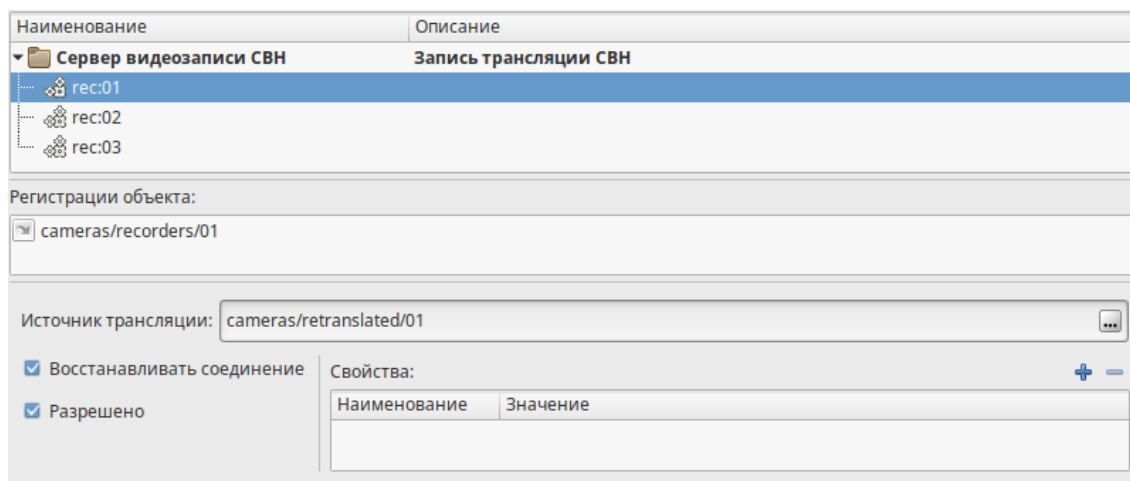 Наименование Описание
Сервер видеозаписи СВН Запись трансляции СВН
rec:01
rec:02
rec:03
Регистрации объекта:
cameras/recorders/01
Источник трансляции: cameras/retranslated/01 ...
Восстанавливать соединение Свойства:
Разрешено Наименование Значение